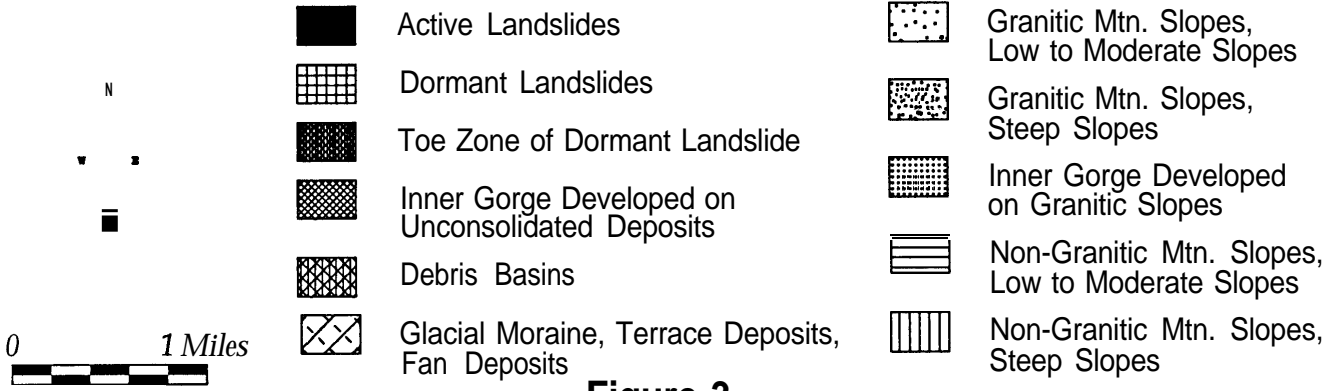 N
0 1 Miles
Active Landslides
Dormant Landslides
Toe Zone of Dormant Landslide
Inner Gorge Developed on
Unconsolidated Deposits
Debris Basins
Glacial Moraine, Terrace Deposits,
Fan Deposits
Granitic Mtn. Slopes,
Low to Moderate Slopes
Granitic Mtn. Slopes,
Steep Slopes
Inner Gorge Developed
on Granitic Slopes
Non-Granitic Mtn. Slopes,
Low to Moderate Slopes
Non-Granitic Mtn. Slopes,
Steep Slopes